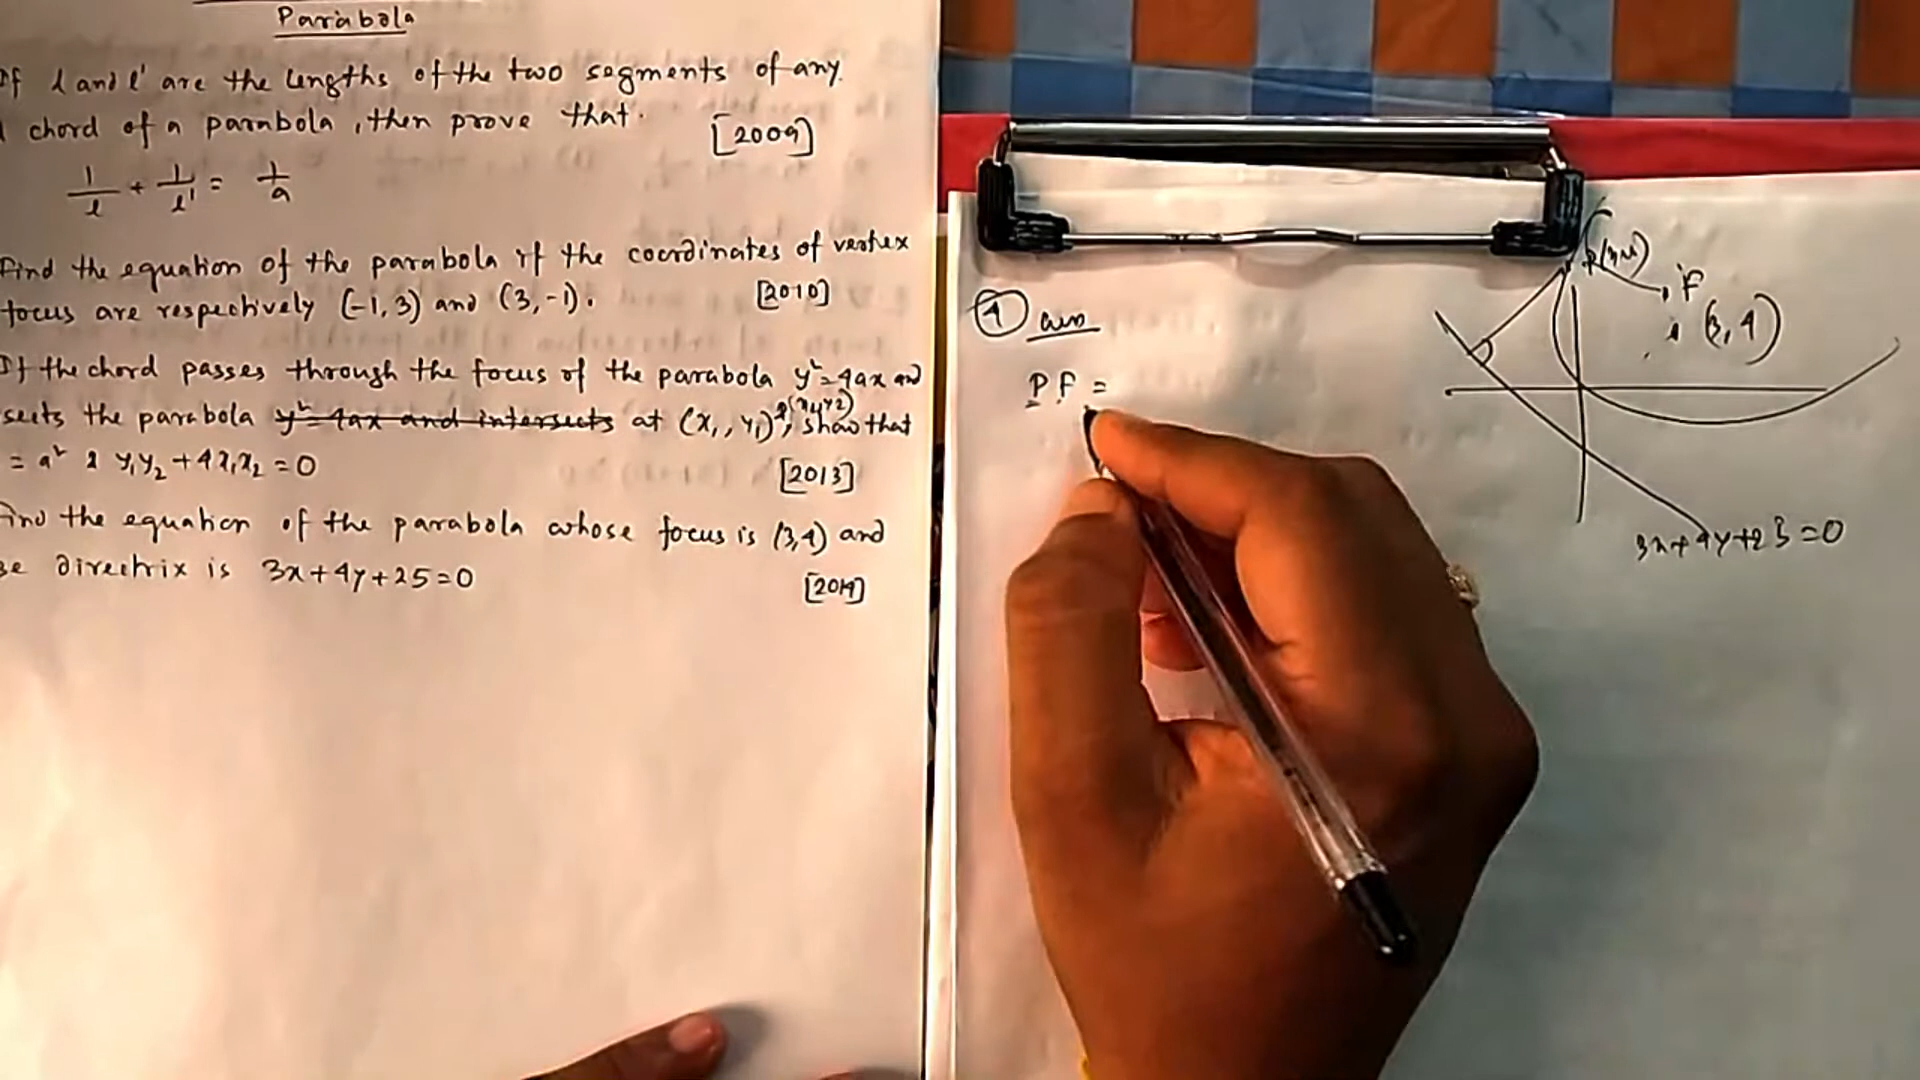 Parabola
If l and l' are the lengths of the two segments of any
chord of a parabola, then prove that.
[2009]
1/l + 1/l' = 1/a
Find the equation of the parabola if the coordinates of vertex
focus are respectively (-1, 3) and (3, -1).
[2010]
If the chord passes through the focus of the parabola y² = 4ax and
sects the parabola y² = 4ax and intersects at (x₁, y₁) & (x₂, y₂), show that
= a² & y₁y₂ + 4x₁x₂ = 0
[2013]
Find the equation of the parabola whose focus is (3,4) and
se directrix is 3x+4y+25=0
④ ans
PF =
F
(3, 4)
3x+4y+25=0